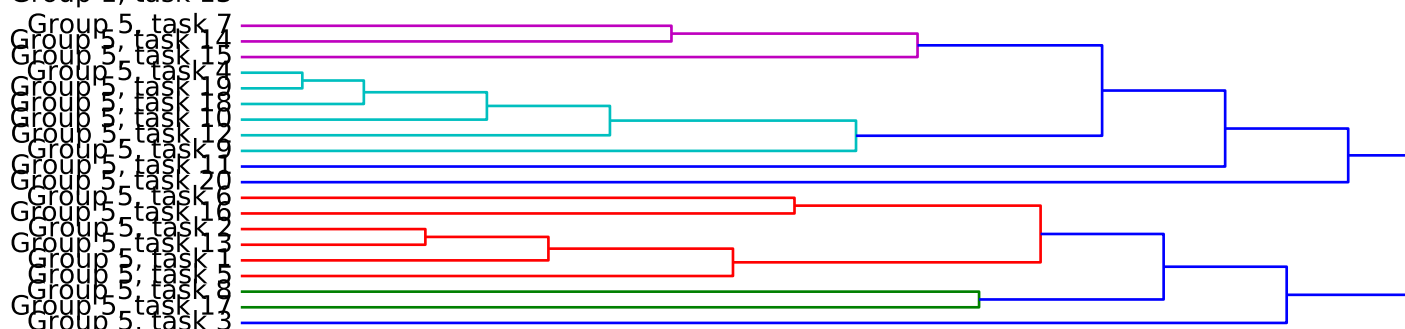 Group 1, task 15
Group 5, task 7
Group 5, task 14
Group 5, task 15
Group 5, task 4
Group 5, task 19
Group 5, task 18
Group 5, task 10
Group 5, task 12
Group 5, task 9
Group 5, task 11
Group 5, task 20
Group 5, task 6
Group 5, task 16
Group 5, task 2
Group 5, task 13
Group 5, task 1
Group 5, task 5
Group 5, task 8
Group 5, task 17
Group 5, task 3